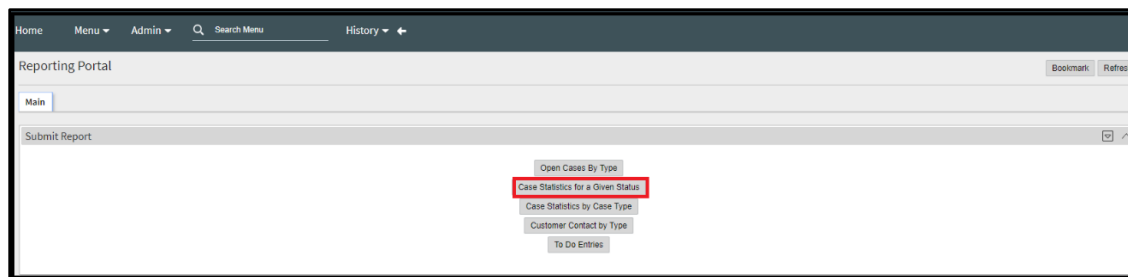 Home Menu Admin Search Menu History
Reporting Portal Bookmark
Main
Submit Report
Open Cases By Type
Case Statistics for a Given Status
Case Statistics by Case Type
Customer Contact by Type
To Do Entries